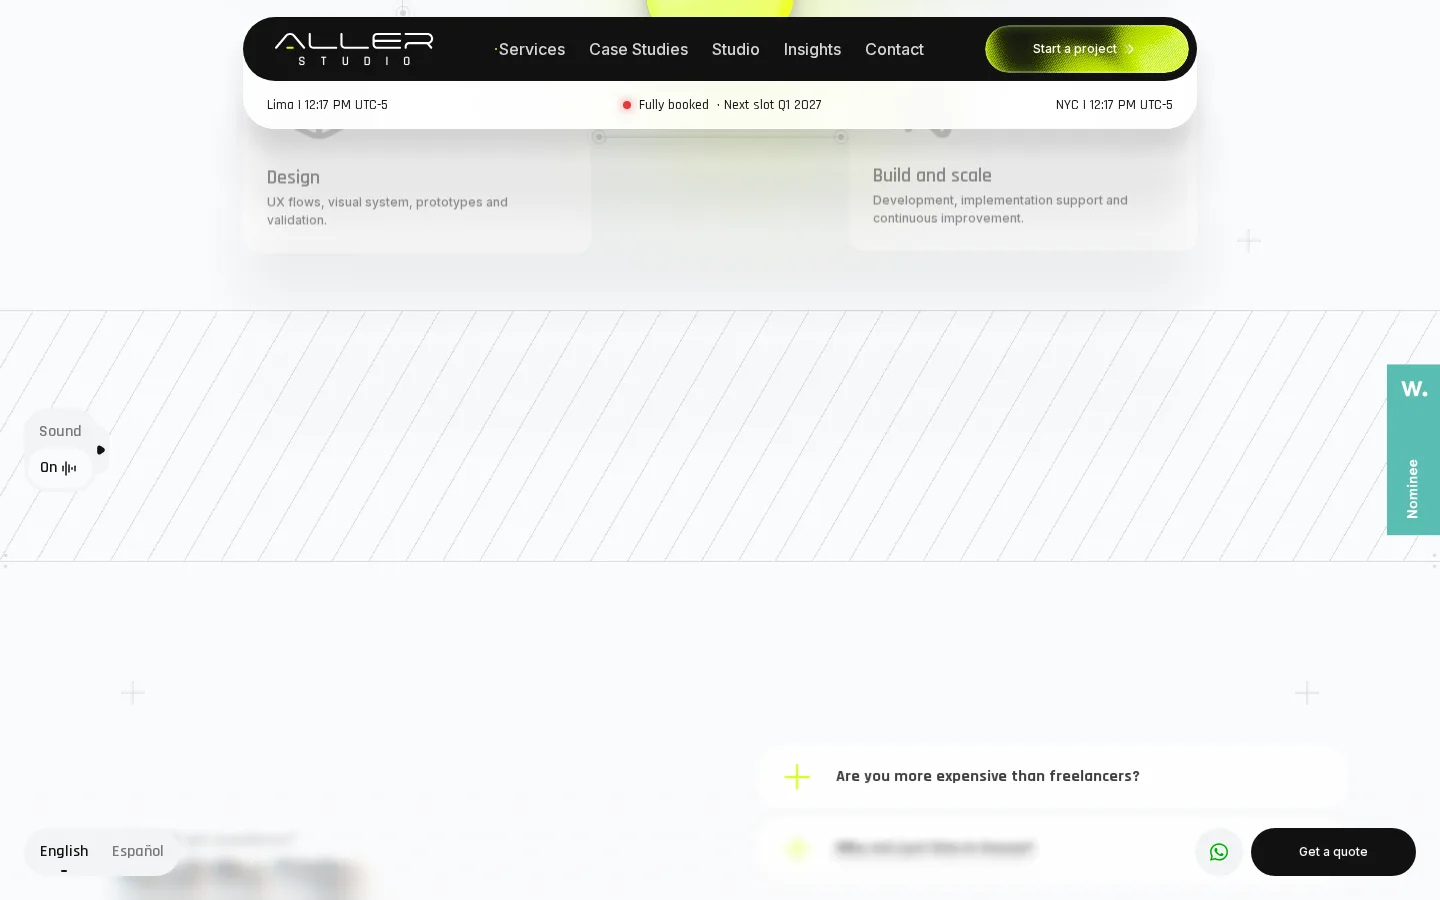 ALLER
STUDIO
Services
Case Studies
Studio
Insights
Contact
Start a project
Lima | 12:17 PM UTC-5
Fully booked · Next slot Q1 2027
NYC | 12:17 PM UTC-5
Design
UX flows, visual system, prototypes and
validation.
Build and scale
Development, implementation support and
continuous improvement.
W.
Nominee
Sound
On
Are you more expensive than freelancers?
English
Español
Get a quote